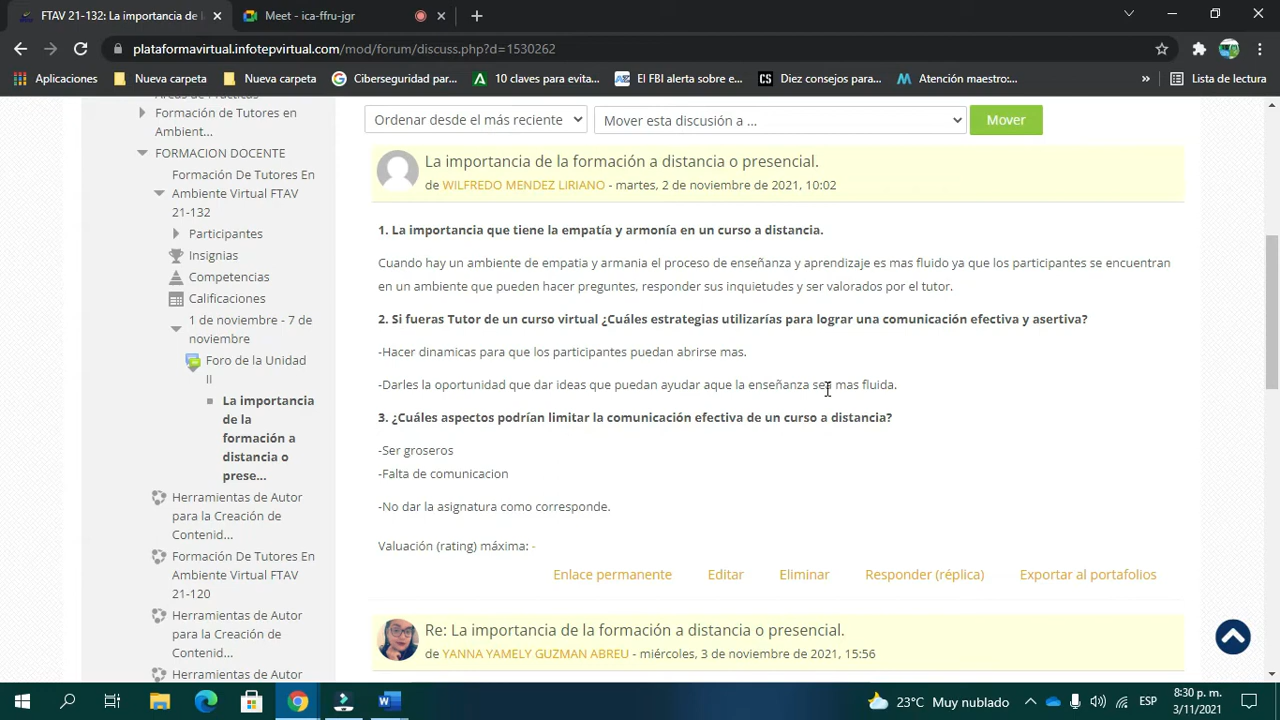 FTAV 21-132: La importancia de l
Meet - ica-ffru-jgr
plataformavirtual.infotepvirtual.com/mod/forum/discuss.php?d=1530262
Aplicaciones
Nueva carpeta
Nueva carpeta
Ciberseguridad par...
10 claves para evita...
El FBI alerta sobre e...
Diez consejos para...
Atención maestro:...
»
Lista de lectura
Formación de Tutores en
Ambient...
FORMACION DOCENTE
Formación De Tutores En
Ambiente Virtual FTAV
21-132
Participantes
Insignias
Competencias
Calificaciones
1 de noviembre - 7 de
noviembre
Foro de la Unidad
II
La importancia
de la
formación a
distancia o
prese...
Herramientas de Autor
para la Creación de
Contenid...
Formación De Tutores En
Ambiente Virtual FTAV
21-120
Herramientas de Autor
para la Creación de
Contenid...
Herramientas de Autor
Ordenar desde el más reciente
Mover esta discusión a ...
Mover
La importancia de la formación a distancia o presencial.
de WILFREDO MENDEZ LIRIANO - martes, 2 de noviembre de 2021, 10:02
1. La importancia que tiene la empatía y armonía en un curso a distancia.
Cuando hay un ambiente de empatia y armania el proceso de enseñanza y aprendizaje es mas fluido ya que los participantes se encuentran
en un ambiente que pueden hacer preguntes, responder sus inquietudes y ser valorados por el tutor.
2. Si fueras Tutor de un curso virtual ¿Cuáles estrategias utilizarías para lograr una comunicación efectiva y asertiva?
-Hacer dinamicas para que los participantes puedan abrirse mas.
-Darles la oportunidad que dar ideas que puedan ayudar aque la enseñanza sea mas fluida.
3. ¿Cuáles aspectos podrían limitar la comunicación efectiva de un curso a distancia?
-Ser groseros
-Falta de comunicacion
-No dar la asignatura como corresponde.
Valuación (rating) máxima: -
Enlace permanente
Editar
Eliminar
Responder (réplica)
Exportar al portafolios
Re: La importancia de la formación a distancia o presencial.
de YANNA YAMELY GUZMAN ABREU - miércoles, 3 de noviembre de 2021, 15:56
23°C Muy nublado
ESP
8:30 p. m.
3/11/2021